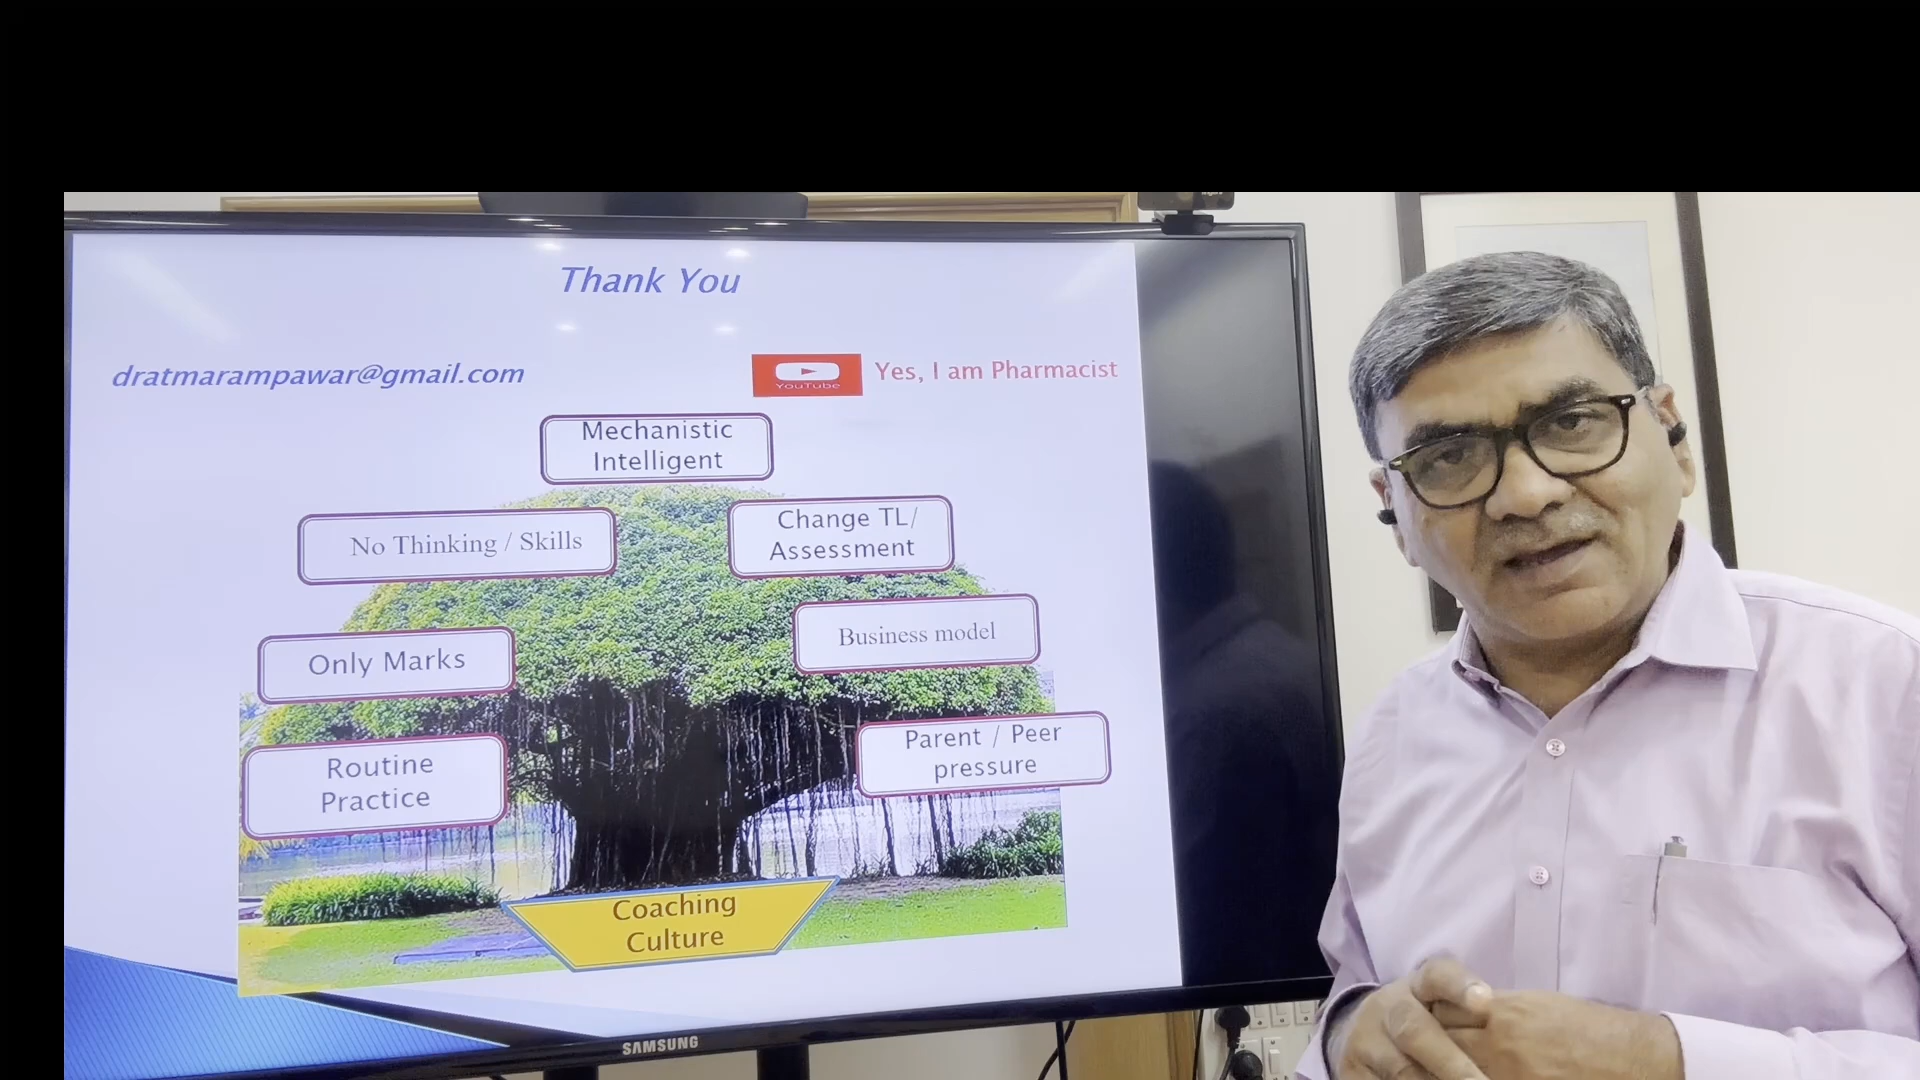 Thank You
dratmarampawar@gmail.com
YouTube
Yes, I am Pharmacist
Mechanistic
Intelligent
No Thinking / Skills
Change TL/
Assessment
Only Marks
Business model
Routine
Practice
Parent / Peer
pressure
Coaching
Culture
SAMSUNG